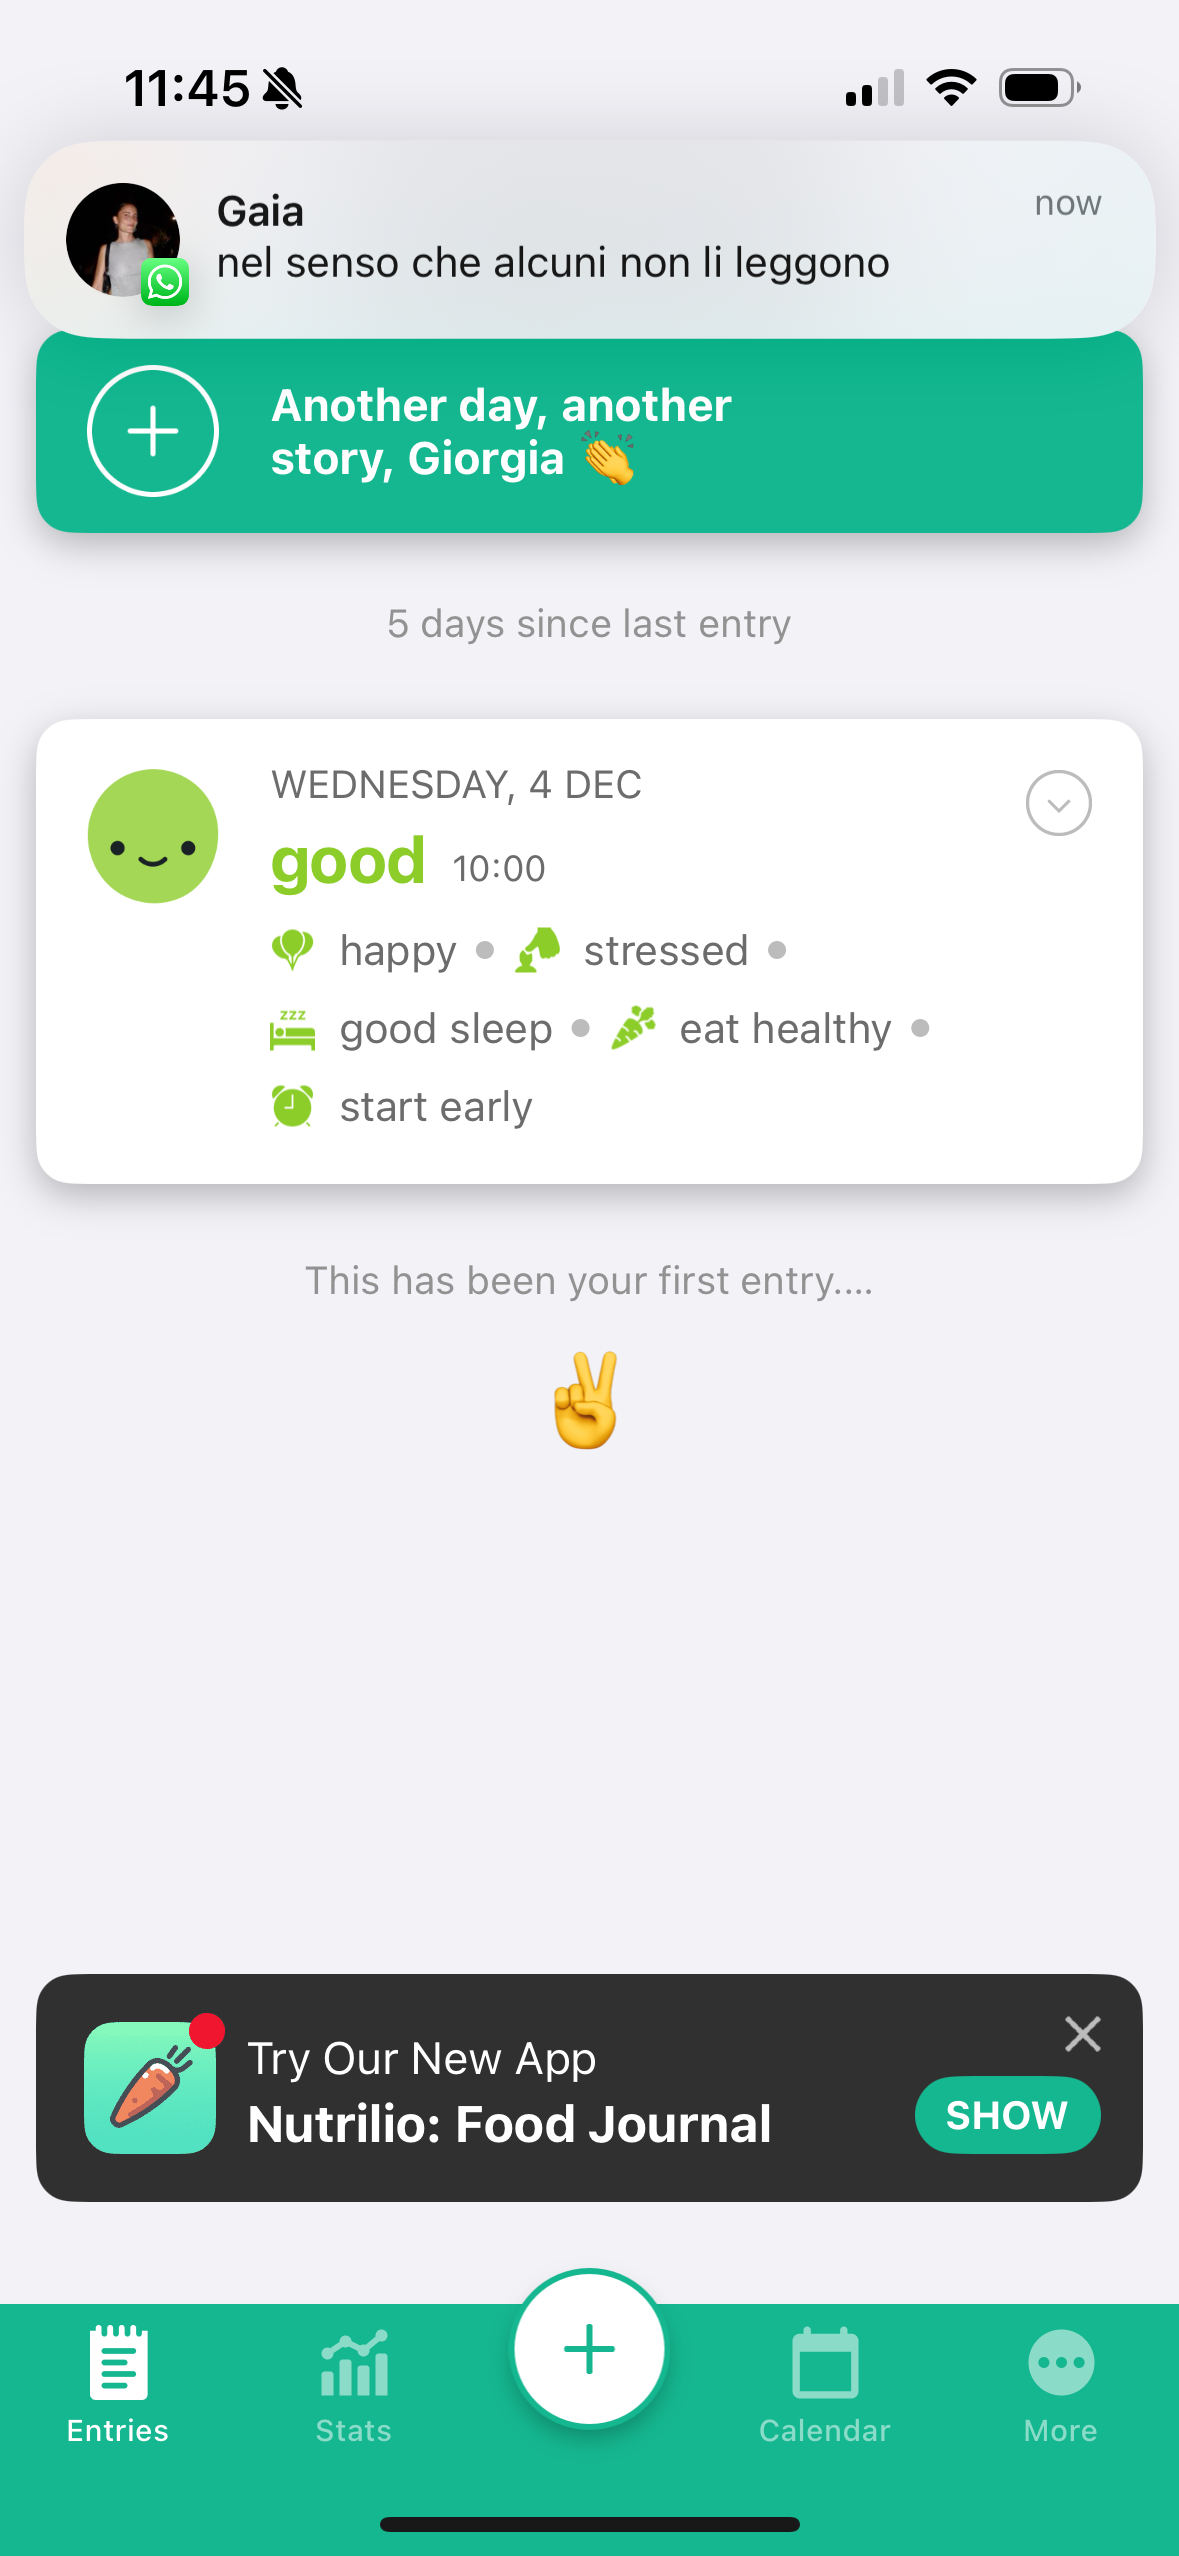 11:45
Gaia
now
nel senso che alcuni non li leggono
Another day, another
story, Giorgia 👏
5 days since last entry
WEDNESDAY, 4 DEC
good 10:00
happy • stressed •
zzz
good sleep • eat healthy •
start early
This has been your first entry....
✌️
Try Our New App
Nutrilio: Food Journal
SHOW
Entries
Stats
Calendar
More